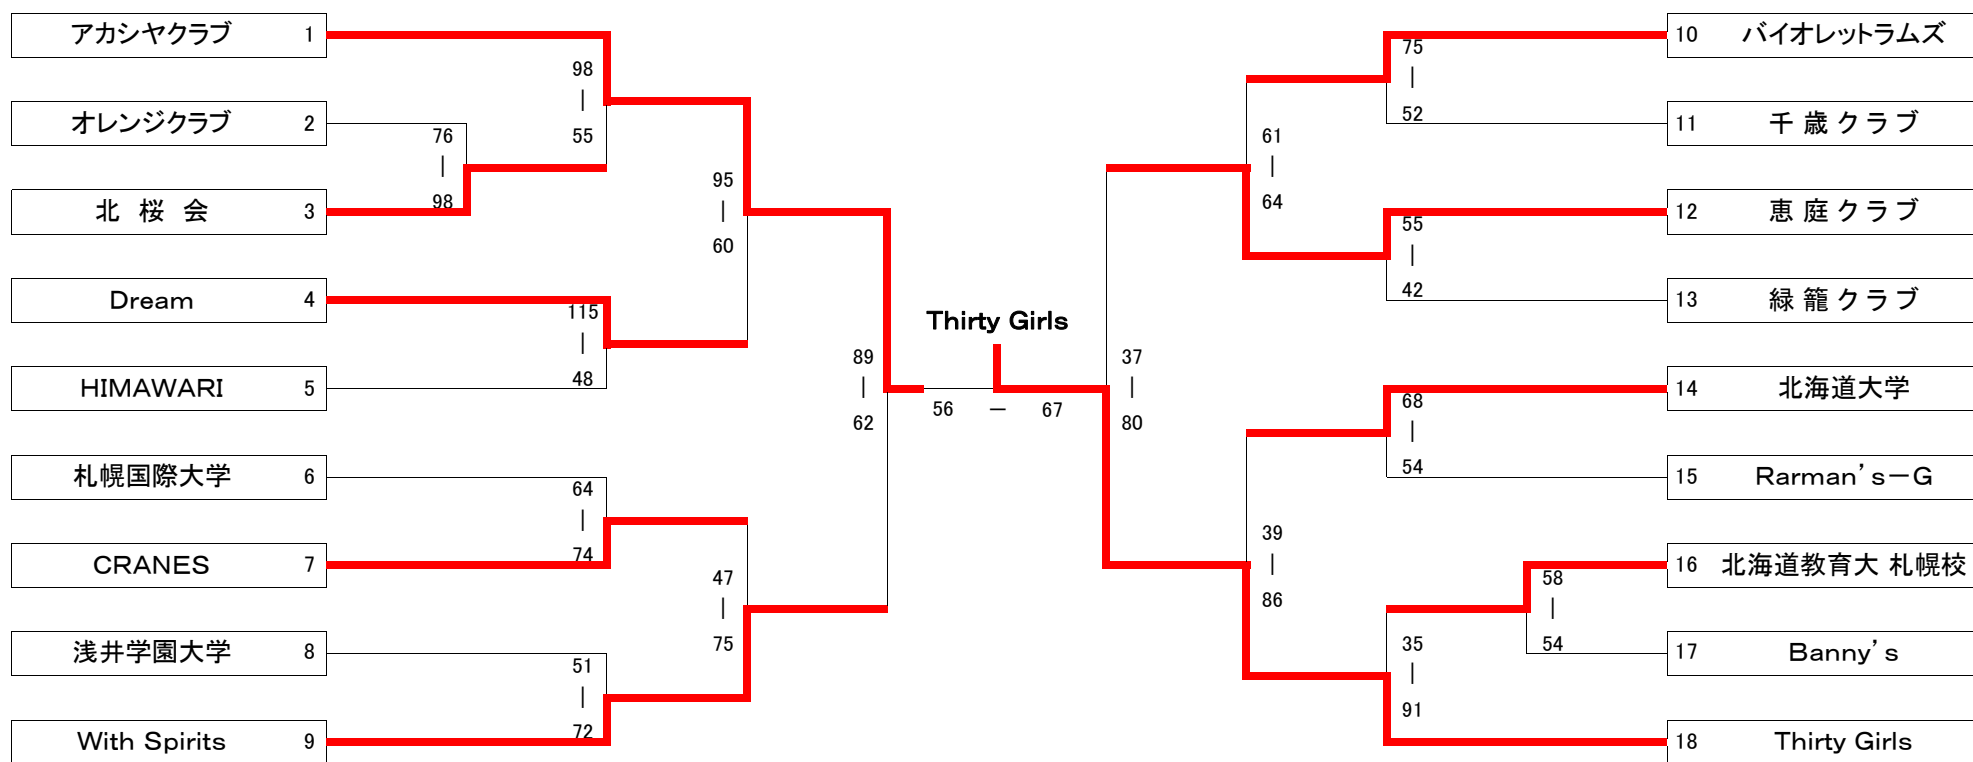 アカシヤクラブ 1
オレンジクラブ 2
北 桜 会 3
Dream 4
HIMAWARI 5
札幌国際大学 6
CRANES 7
浅井学園大学 8
With Spirits 9
76
|
98
98
|
55
115
|
48
64
|
74
51
|
72
95
|
60
47
|
75
89
|
62
Thirty Girls
56 － 67
37
|
80
61
|
64
39
|
86
75
|
52
55
|
42
68
|
54
35
|
91
58
|
54
10 バイオレットラムズ
11 千 歳 ク ラ ブ
12 恵 庭 ク ラ ブ
13 緑 籠 ク ラ ブ
14 北海道大学
15 Rarman’s－G
16 北海道教育大 札幌校
17 Banny’s
18 Thirty Girls